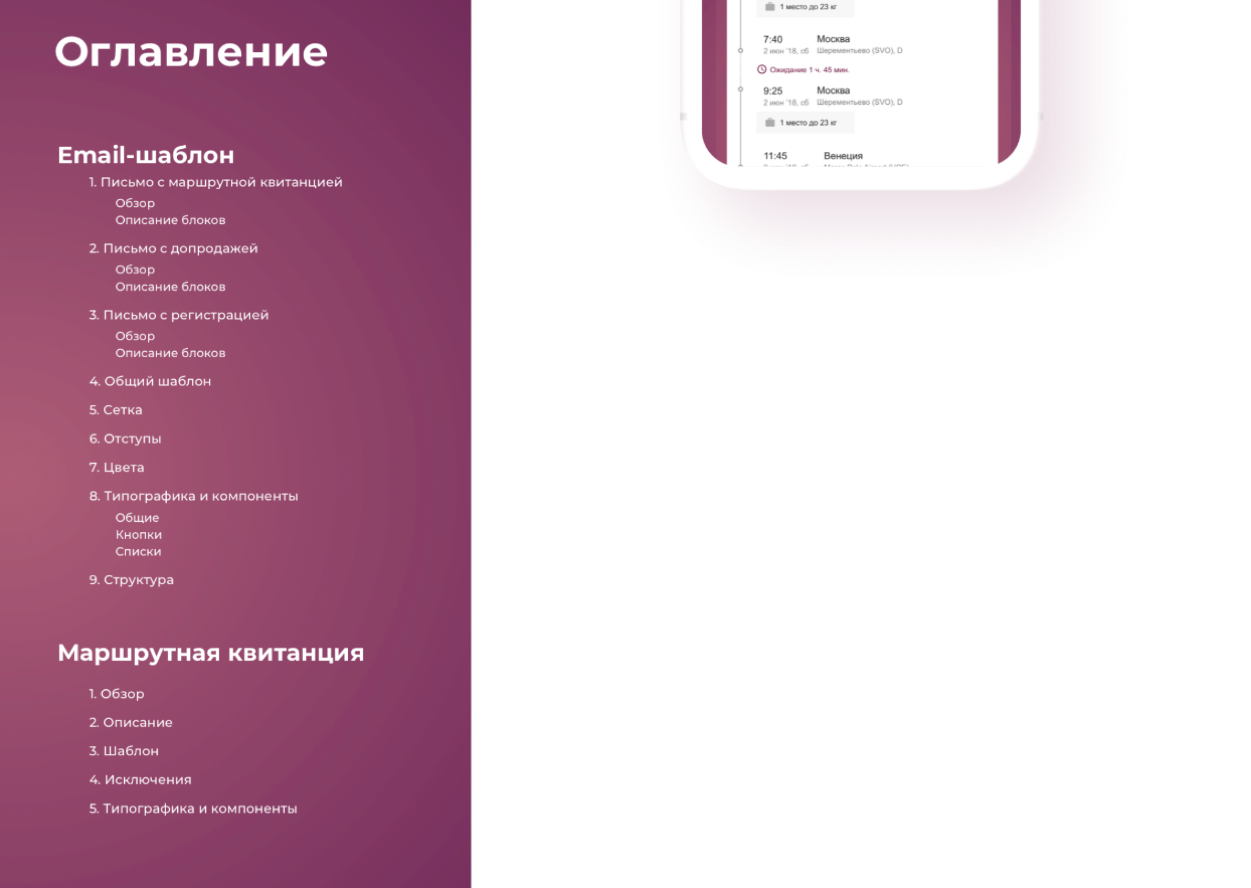 Оглавление
Email-шаблон
1. Письмо с маршрутной квитанцией
Обзор
Описание блоков
2. Письмо с допродажей
Обзор
Описание блоков
3. Письмо с регистрацией
Обзор
Описание блоков
4. Общий шаблон
5. Сетка
6. Отступы
7. Цвета
8. Типографика и компоненты
Общие
Кнопки
Списки
9. Структура
Маршрутная квитанция
1. Обзор
2. Описание
3. Шаблон
4. Исключения
5. Типографика и компоненты
1 место до 23 кг
7:40 Москва
2 июн '18, сб Шереметьево (SVO), D
Ожидание 1 ч. 45 мин.
9:25 Москва
2 июн '18, сб Шереметьево (SVO), D
1 место до 23 кг
11:45 Венеция